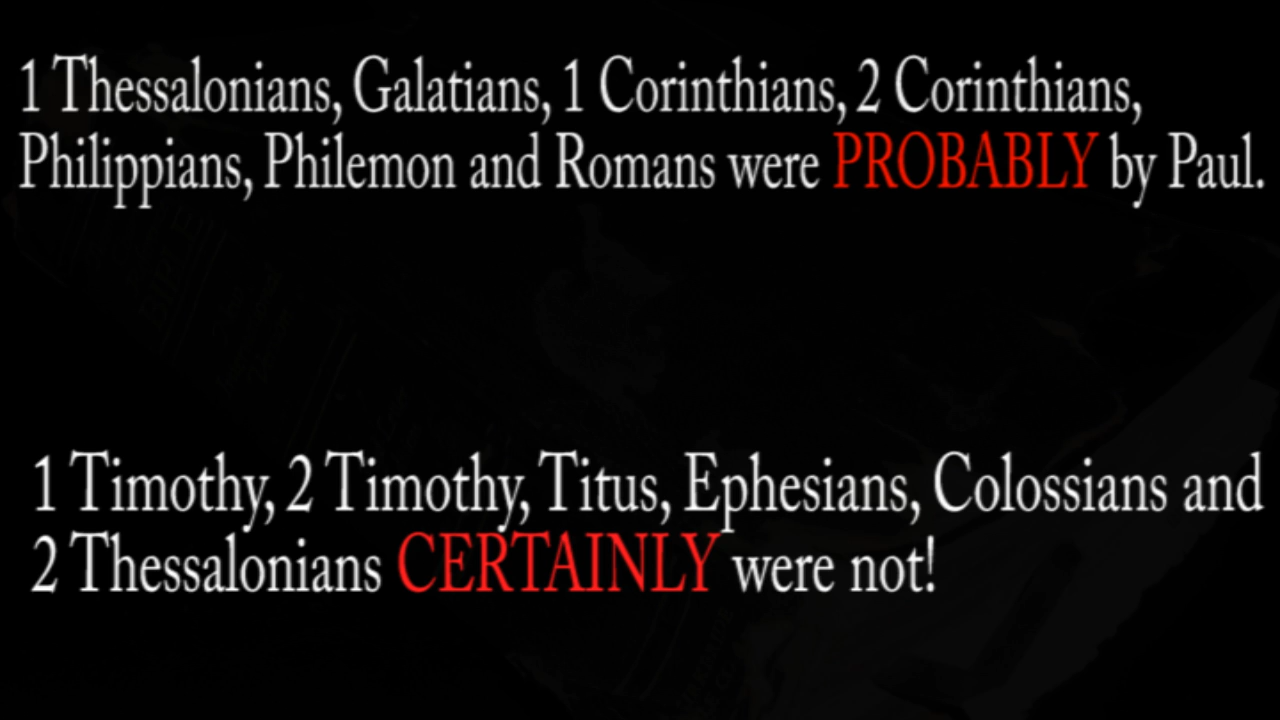 1 Thessalonians, Galatians, 1 Corinthians, 2 Corinthians,
Philippians, Philemon and Romans were PROBABLY by Paul.
1 Timothy, 2 Timothy, Titus, Ephesians, Colossians and
2 Thessalonians CERTAINLY were not!